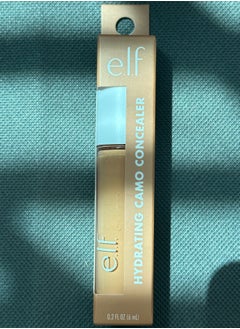 e.l.f
HYDRATING CAMO CONCEALER
e.l.f
0.2 FL OZ (6 mL)